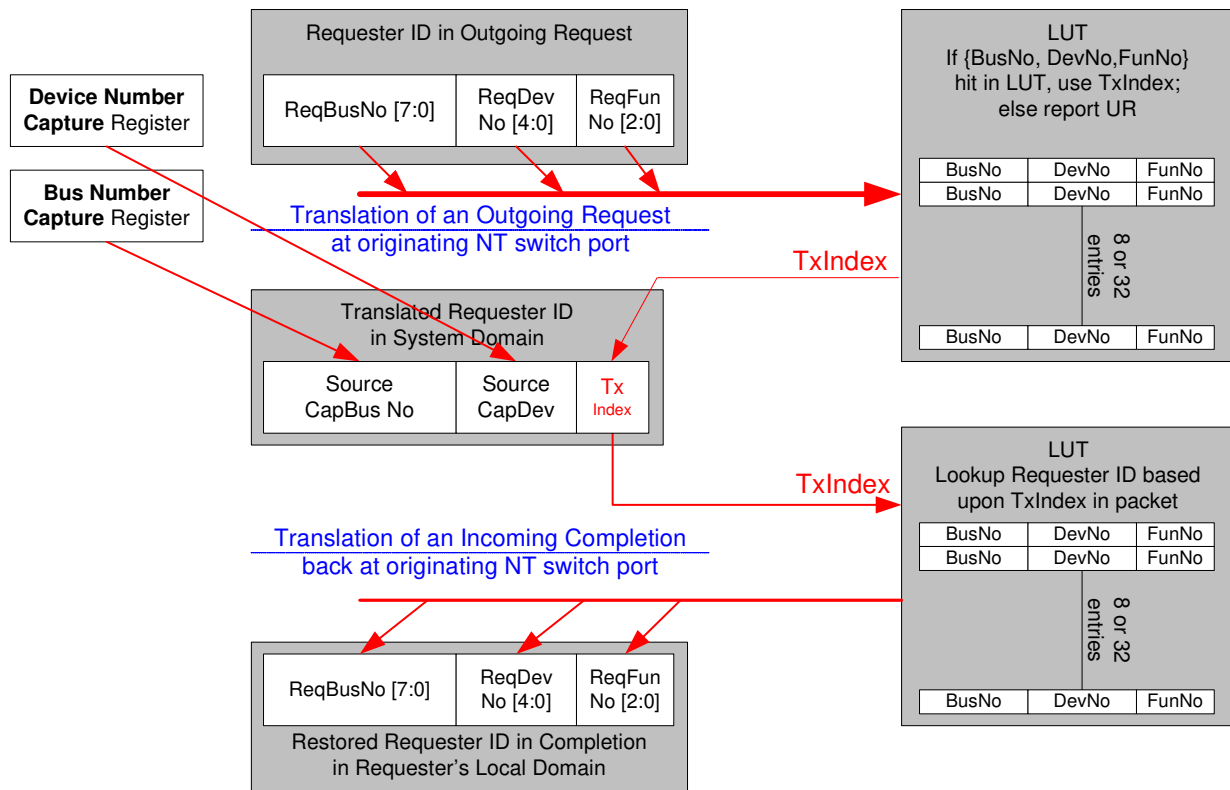 Requester ID in Outgoing Request
ReqBusNo [7:0]
ReqDev
No [4:0]
ReqFun
No [2:0]
Device Number
Capture Register
Bus Number
Capture Register
LUT
If {BusNo, DevNo,FunNo}
hit in LUT, use TxIndex;
else report UR
BusNo DevNo FunNo
BusNo DevNo FunNo
8 or 32
entries
BusNo DevNo FunNo
Translation of an Outgoing Request
at originating NT switch port
TxIndex
Translated Requester ID
in System Domain
Source
CapBus No
Source
CapDev
Tx
Index
TxIndex
LUT
Lookup Requester ID based
upon TxIndex in packet
BusNo DevNo FunNo
BusNo DevNo FunNo
8 or 32
entries
BusNo DevNo FunNo
Translation of an Incoming Completion
back at originating NT switch port
ReqBusNo [7:0]
ReqDev
No [4:0]
ReqFun
No [2:0]
Restored Requester ID in Completion
in Requester's Local Domain